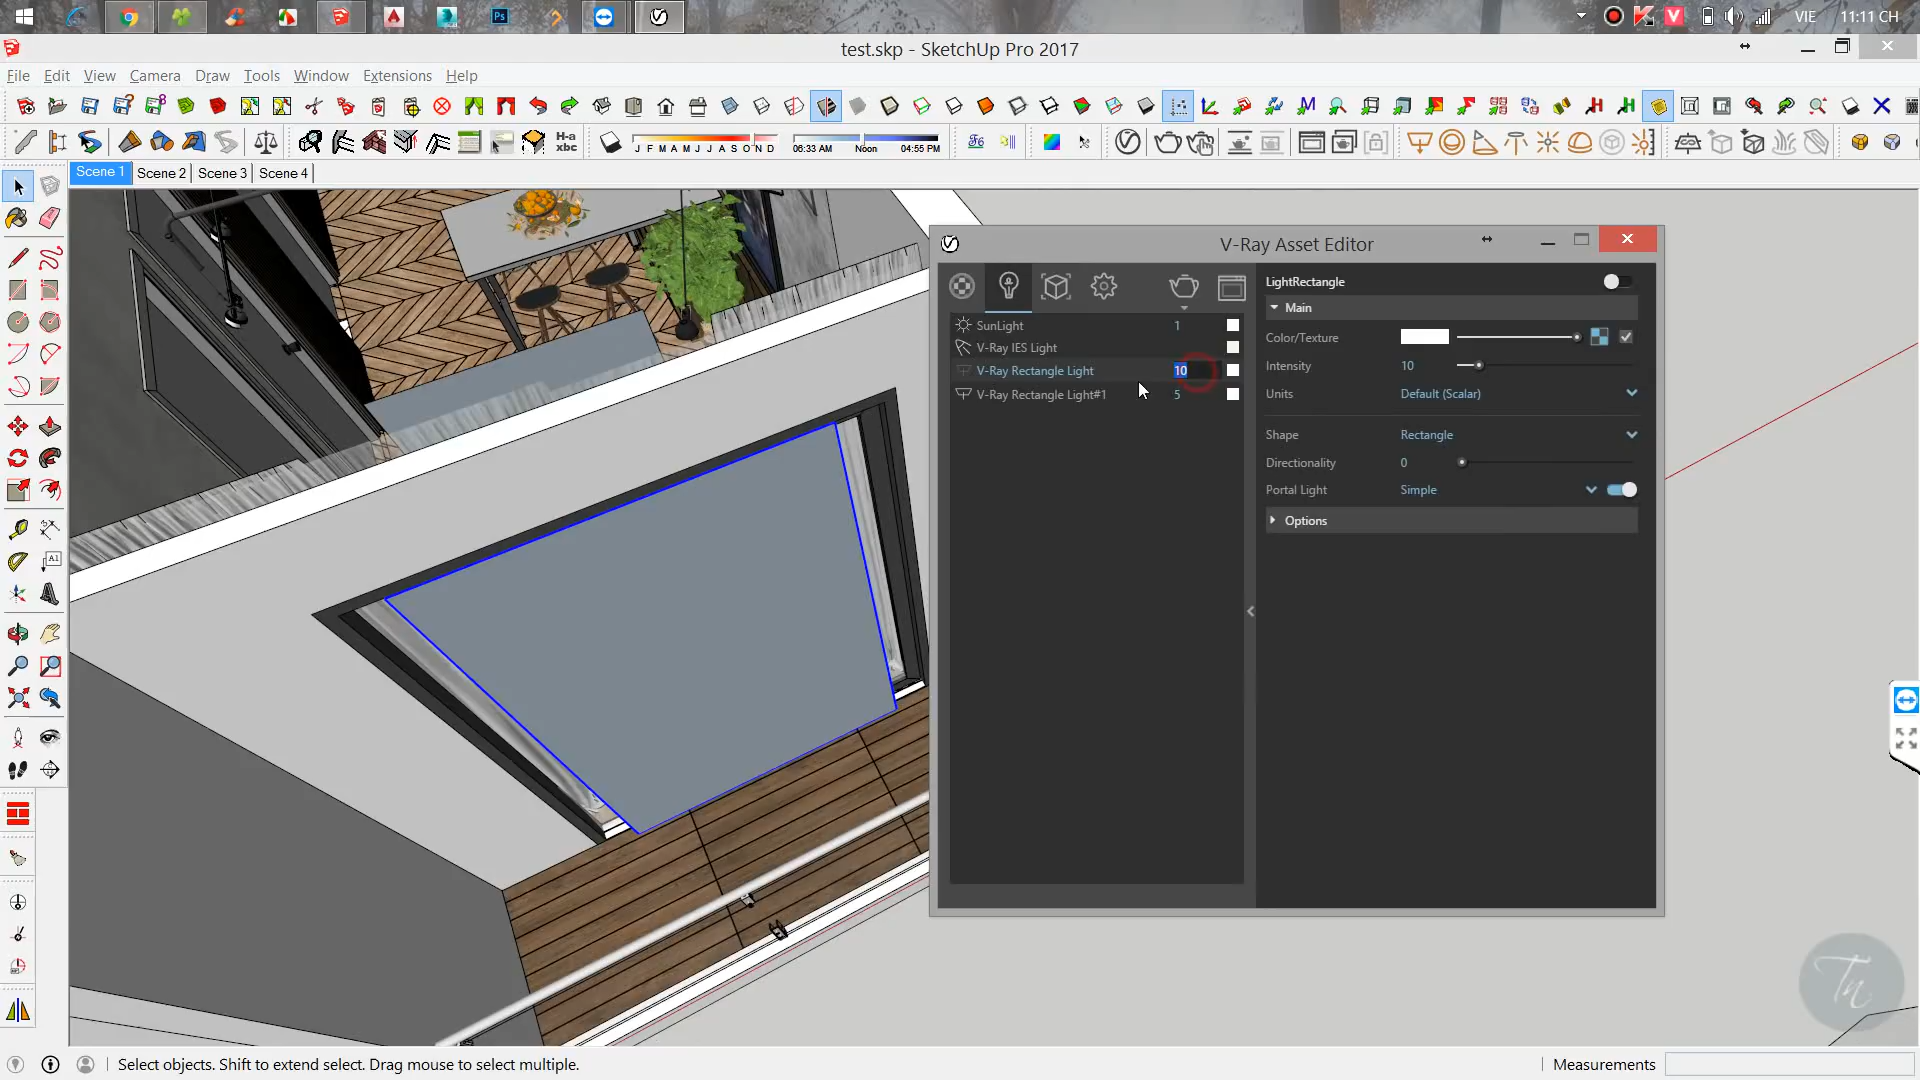 VIE 11:11 CH
test.skp - SketchUp Pro 2017
File Edit View Camera Draw Tools Window Extensions Help
H-a
xbc
J F M A M J J A S O N D
06:33 AM Noon 04:55 PM
Scene 1 Scene 2 Scene 3 Scene 4
V-Ray Asset Editor
SunLight 1
V-Ray IES Light
V-Ray Rectangle Light 10
V-Ray Rectangle Light#1 5
LightRectangle
Main
Color/Texture
Intensity 10
Units Default (Scalar)
Shape Rectangle
Directionality 0
Portal Light Simple
Options
A1
Tn
Select objects. Shift to extend select. Drag mouse to select multiple.
Measurements